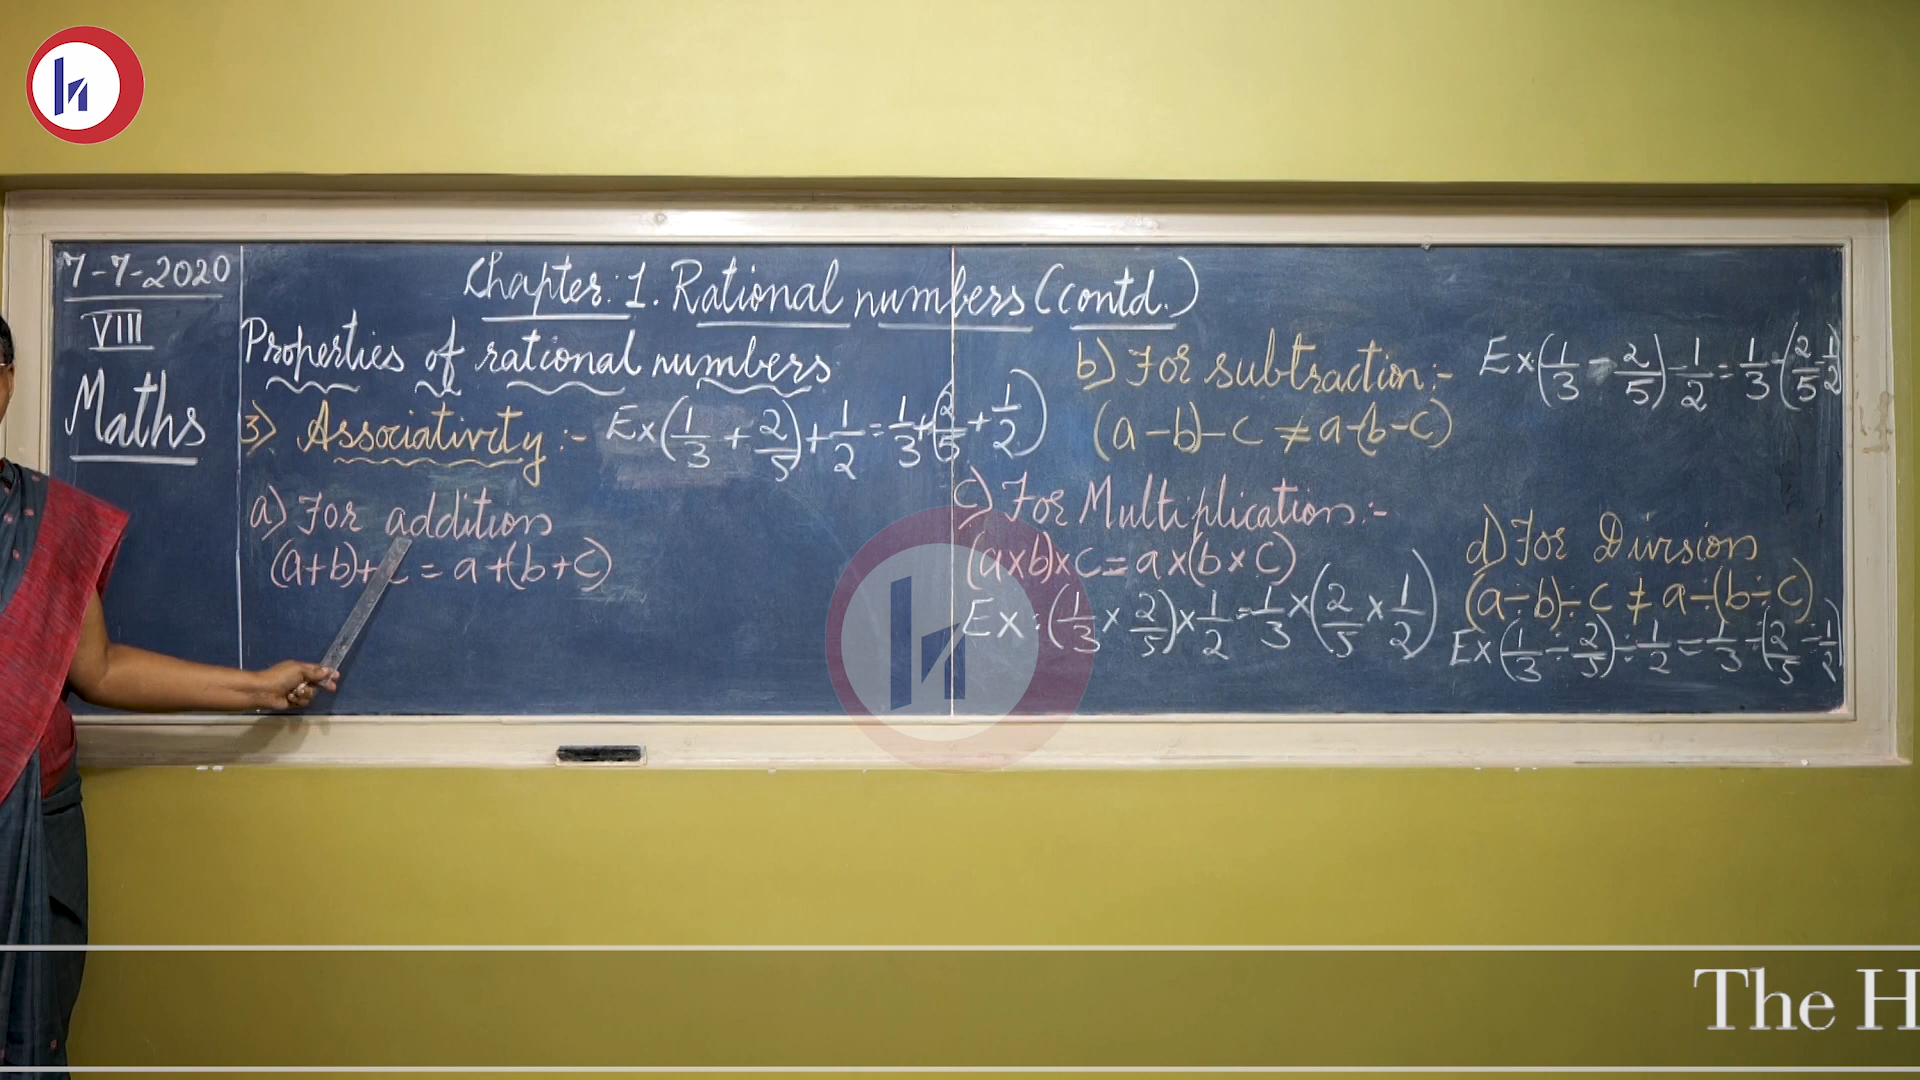 7-7-2020
VIII
Maths
Chapter: 1. Rational numbers (contd.)
Properties of rational numbers
3) Associativity :- Ex (1/3 + 2/5) + 1/2 = 1/3 + (2/5 + 1/2)
a) For addition
(a+b)+c = a+(b+c)
b) For subtraction:- Ex (1/3 - 2/5) - 1/2 = 1/3 - (2/5 - 1/2
(a-b)-c ≠ a-(b-c)
c) For Multiplication:-
(a×b)×c = a×(b×c)
Ex: (1/3 × 2/5) × 1/2 = 1/3 × (2/5 × 1/2)
d) For Division
(a÷b)÷c ≠ a÷(b÷c)
Ex (1/3 ÷ 2/5) ÷ 1/2 = 1/3 ÷ (2/5 ÷ 1/2)
The H